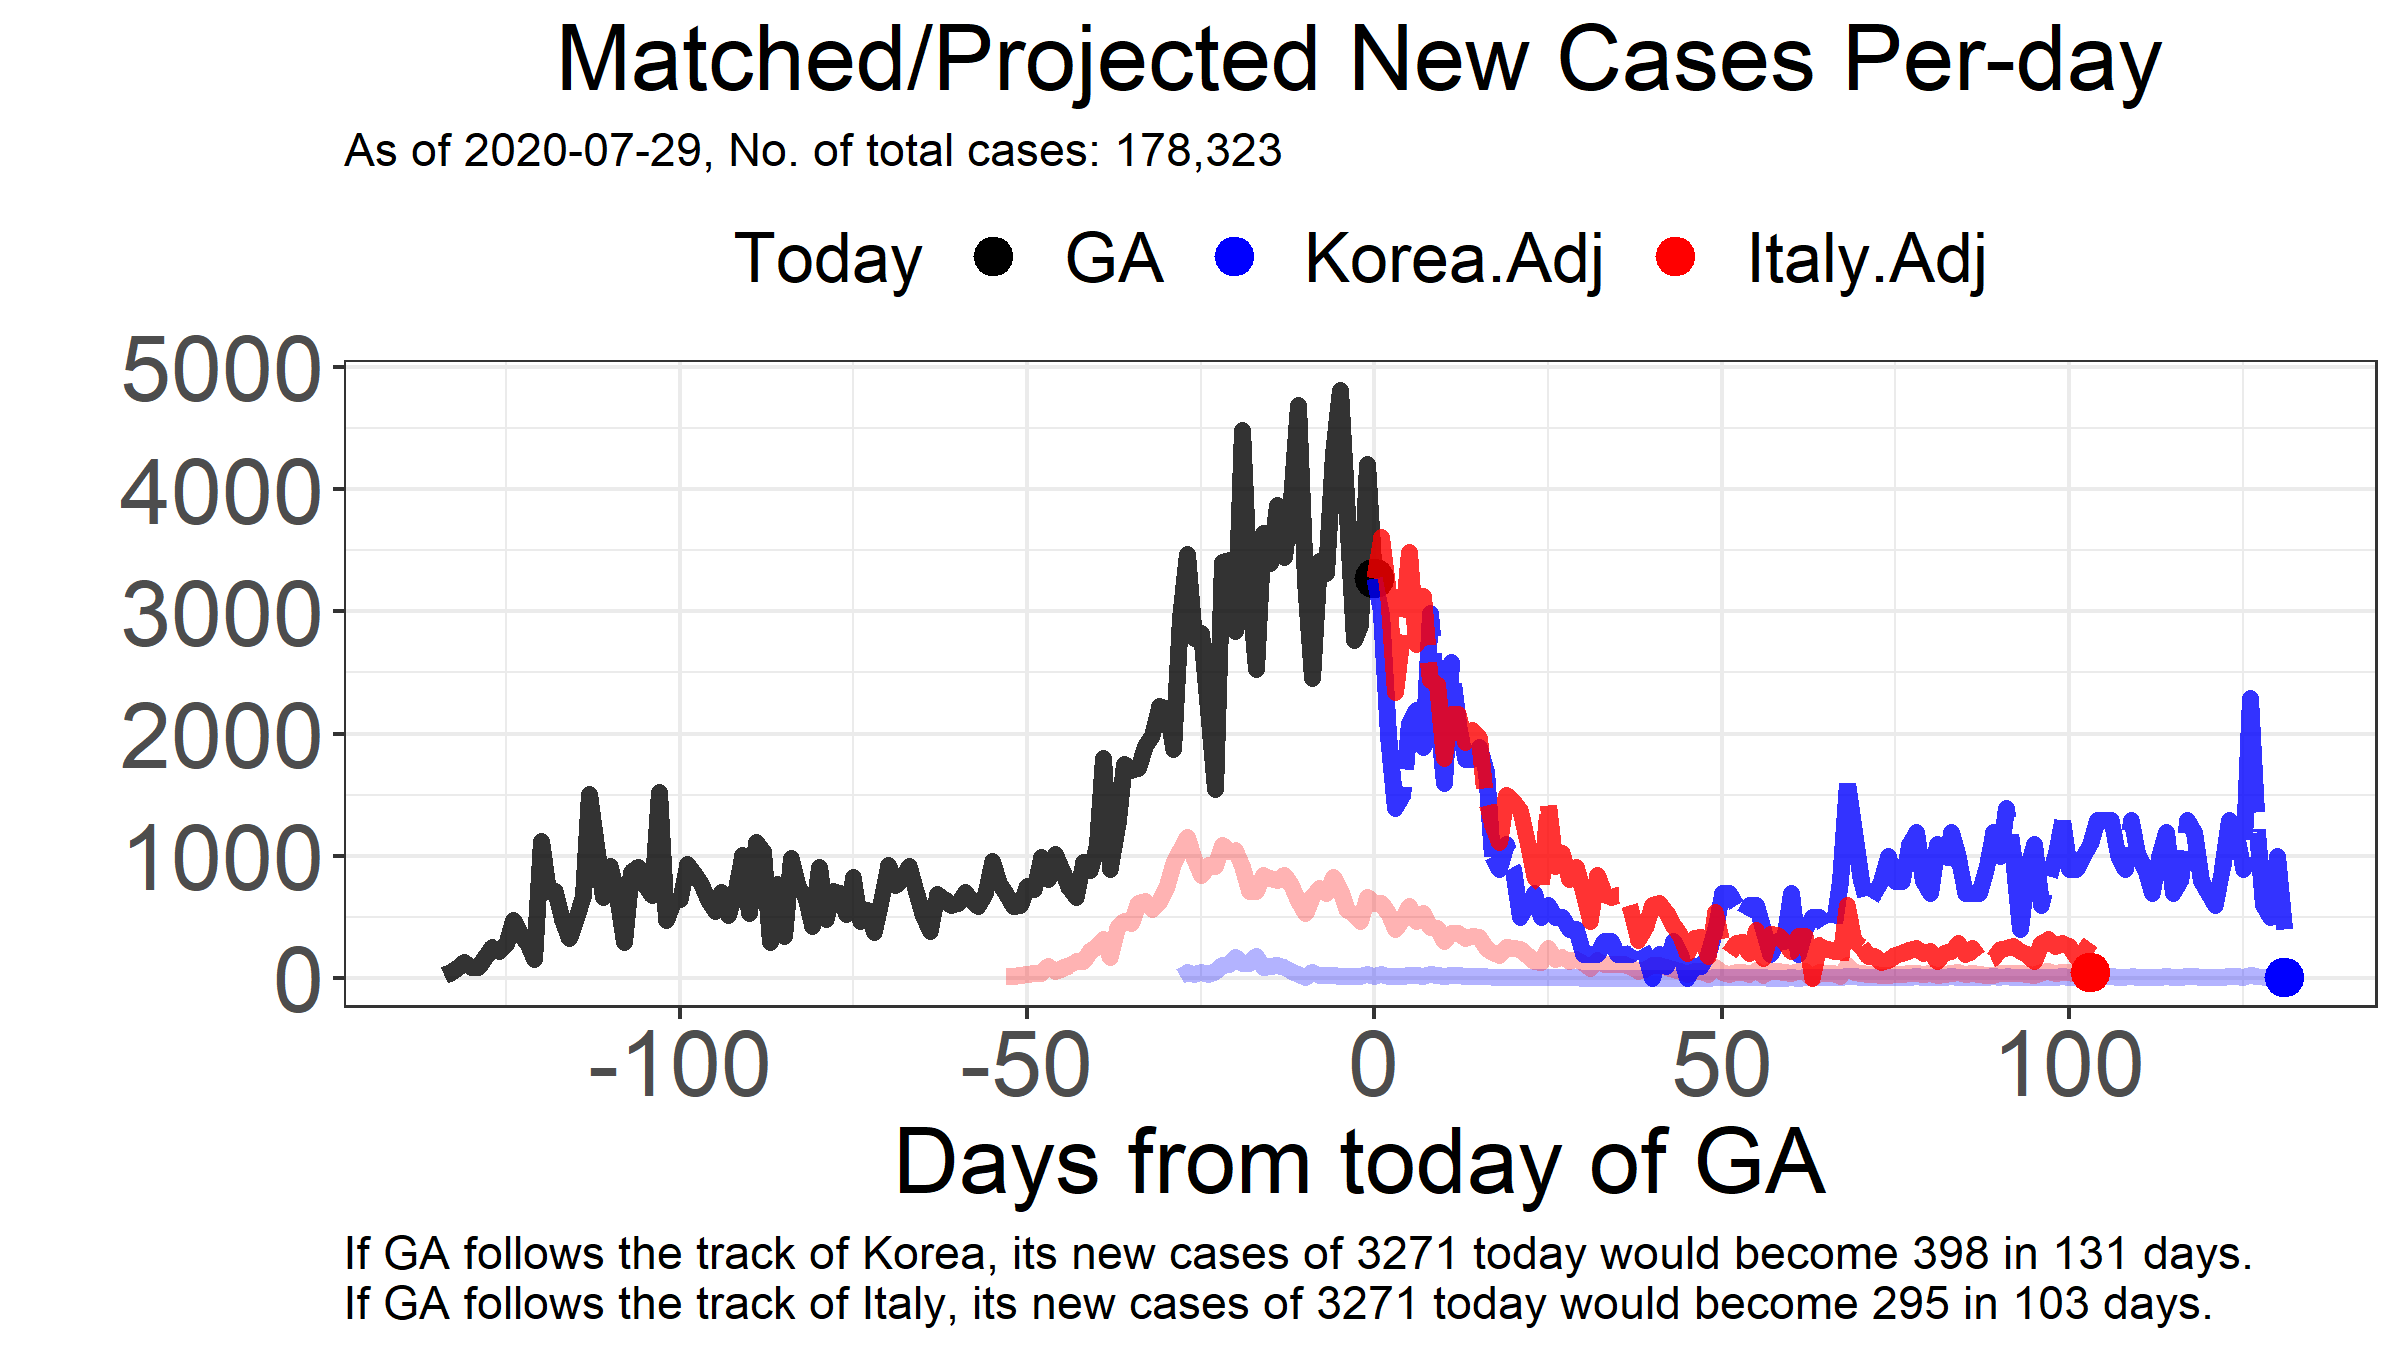 Matched/Projected New Cases Per-day
As of 2020-07-29, No. of total cases: 178,323
Today GA Korea.Adj Italy.Adj
5000
4000
3000
2000
1000
0
-100 -50 0 50 100
Days from today of GA
If GA follows the track of Korea, its new cases of 3271 today would become 398 in 131 days.
If GA follows the track of Italy, its new cases of 3271 today would become 295 in 103 days.